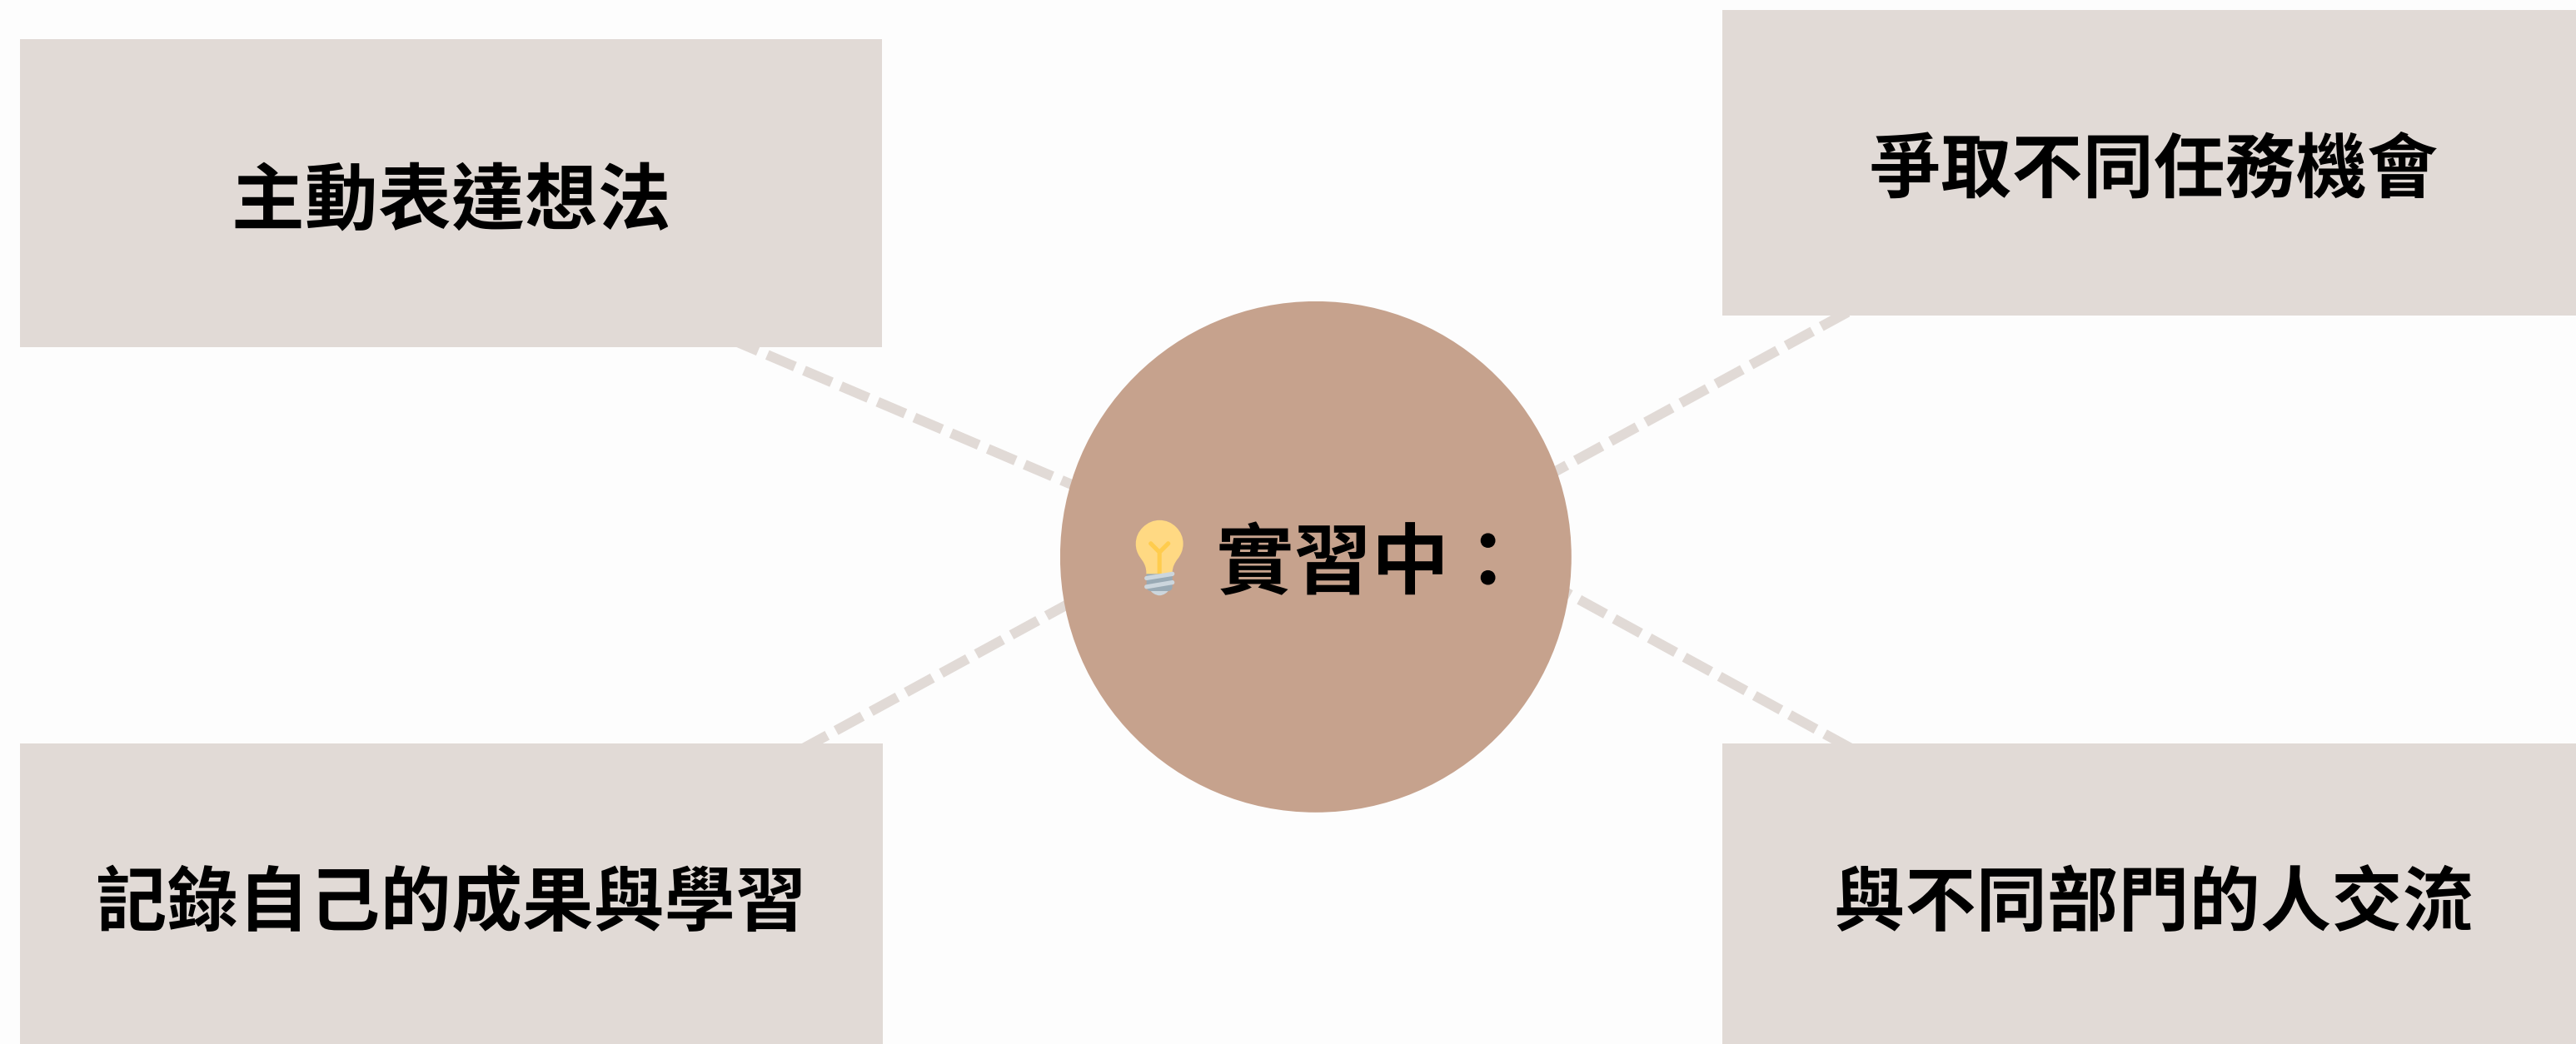 主動表達想法
爭取不同任務機會
💡 實習中：
記錄自己的成果與學習
與不同部門的人交流